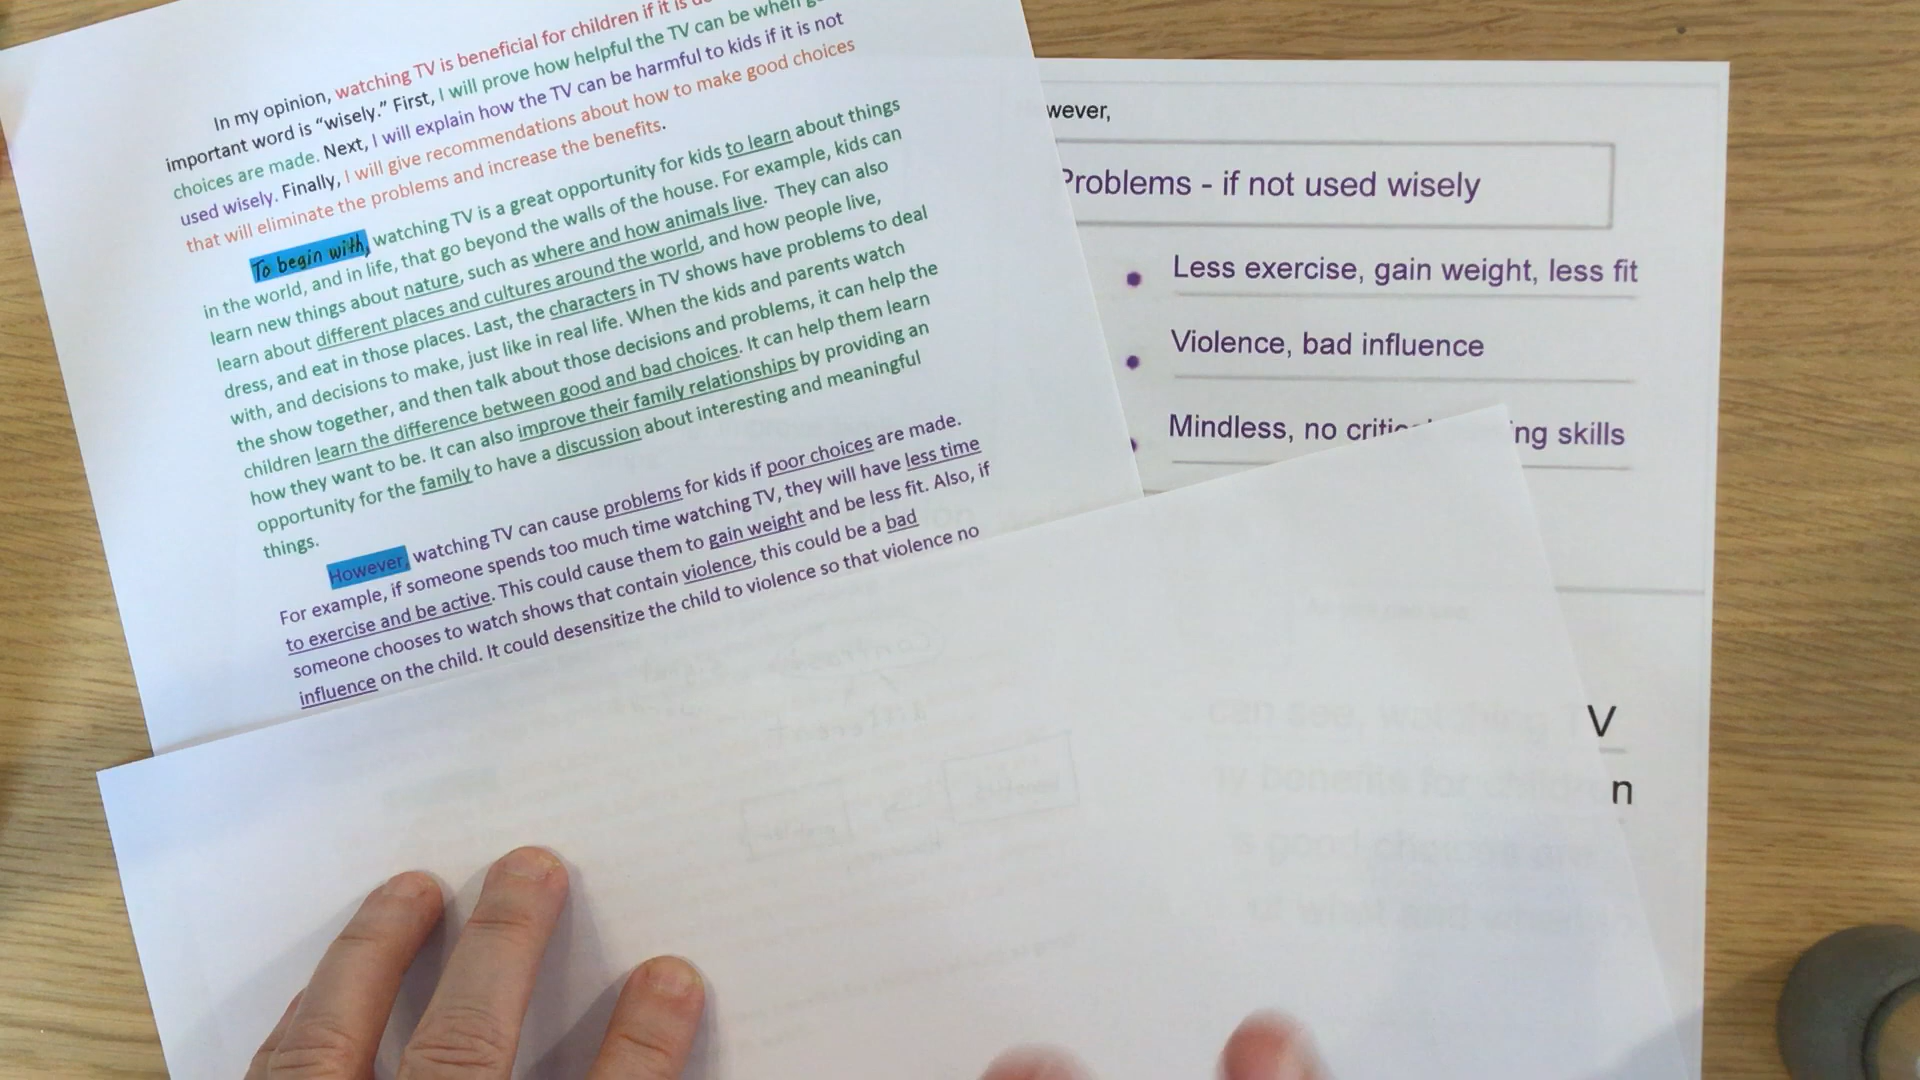 In my opinion, watching TV is beneficial for children if it is
important word is “wisely.” First, I will prove how helpful the TV can be when
choices are made. Next, I will explain how the TV can be harmful to kids if it is not
used wisely. Finally, I will give recommendations about how to make good choices
that will eliminate the problems and increase the benefits.
To begin with, watching TV is a great opportunity for kids to learn about things
in the world, and in life, that go beyond the walls of the house. For example, kids can
learn new things about nature, such as where and how animals live. They can also
learn about different places and cultures around the world, and how people live,
dress, and eat in those places. Last, the characters in TV shows have problems to deal
with, and decisions to make, just like in real life. When the kids and parents watch
the show together, and then talk about those decisions and problems, it can help the
children learn the difference between good and bad choices. It can help them learn
how they want to be. It can also improve their family relationships by providing an
opportunity for the family to have a discussion about interesting and meaningful
things.
However, watching TV can cause problems for kids if poor choices are made.
For example, if someone spends too much time watching TV, they will have less time
to exercise and be active. This could cause them to gain weight and be less fit. Also, if
someone chooses to watch shows that contain violence, this could be a bad
influence on the child. It could desensitize the child to violence so that violence no
wever,
Problems - if not used wisely
Less exercise, gain weight, less fit
Violence, bad influence
Mindless, no ng skills
V
n